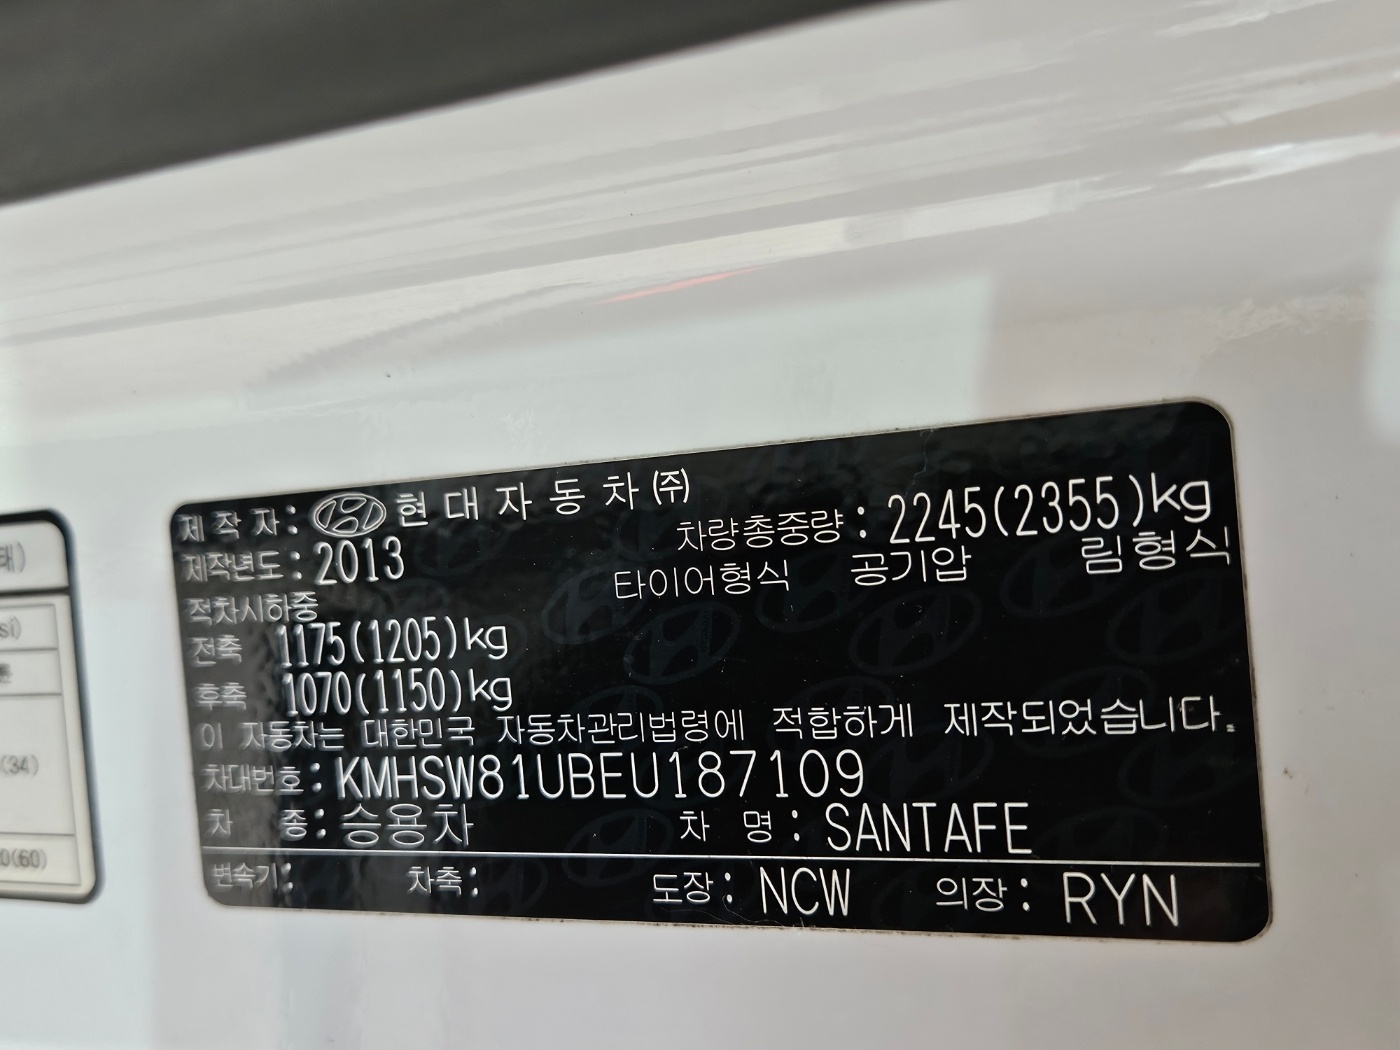 제 작 자 : 현 대 자 동 차 ㈜
차량총중량 : 2245(2355)kg
제작년도 : 2013
타이어형식 공기압 림형식
적차시하중
전축 1175(1205)kg
후축 1070(1150)kg
이 자동차는 대한민국 자동차관리법령에 적합하게 제작되었습니다.
차대번호 : KMHSW81UBEU187109
차 종 : 승용차 차 명 : SANTAFE
변속기 : 차축 : 도장 : NCW 의장 : RYN
태)
si)
(34)
0(60)